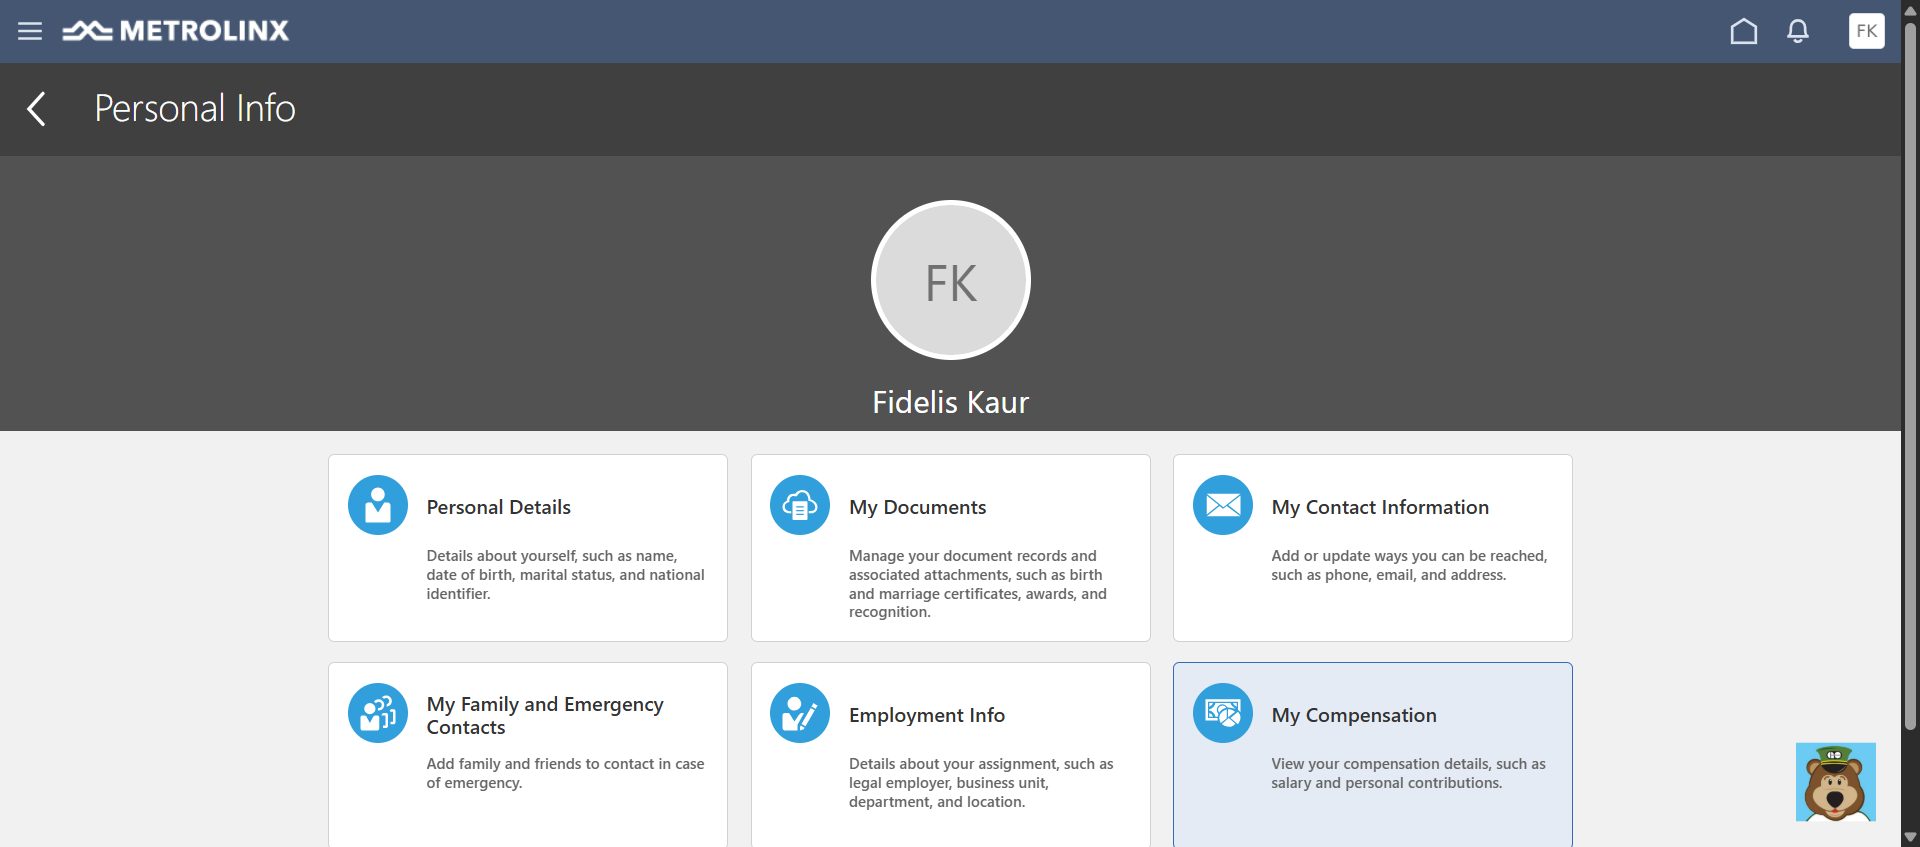 METROLINX
FK
Personal Info
FK
Fidelis Kaur
Personal Details
Details about yourself, such as name,
date of birth, marital status, and national
identifier.
My Documents
Manage your document records and
associated attachments, such as birth
and marriage certificates, awards, and
recognition.
My Contact Information
Add or update ways you can be reached,
such as phone, email, and address.
My Family and Emergency
Contacts
Add family and friends to contact in case
of emergency.
Employment Info
Details about your assignment, such as
legal employer, business unit,
department, and location.
My Compensation
View your compensation details, such as
salary and personal contributions.